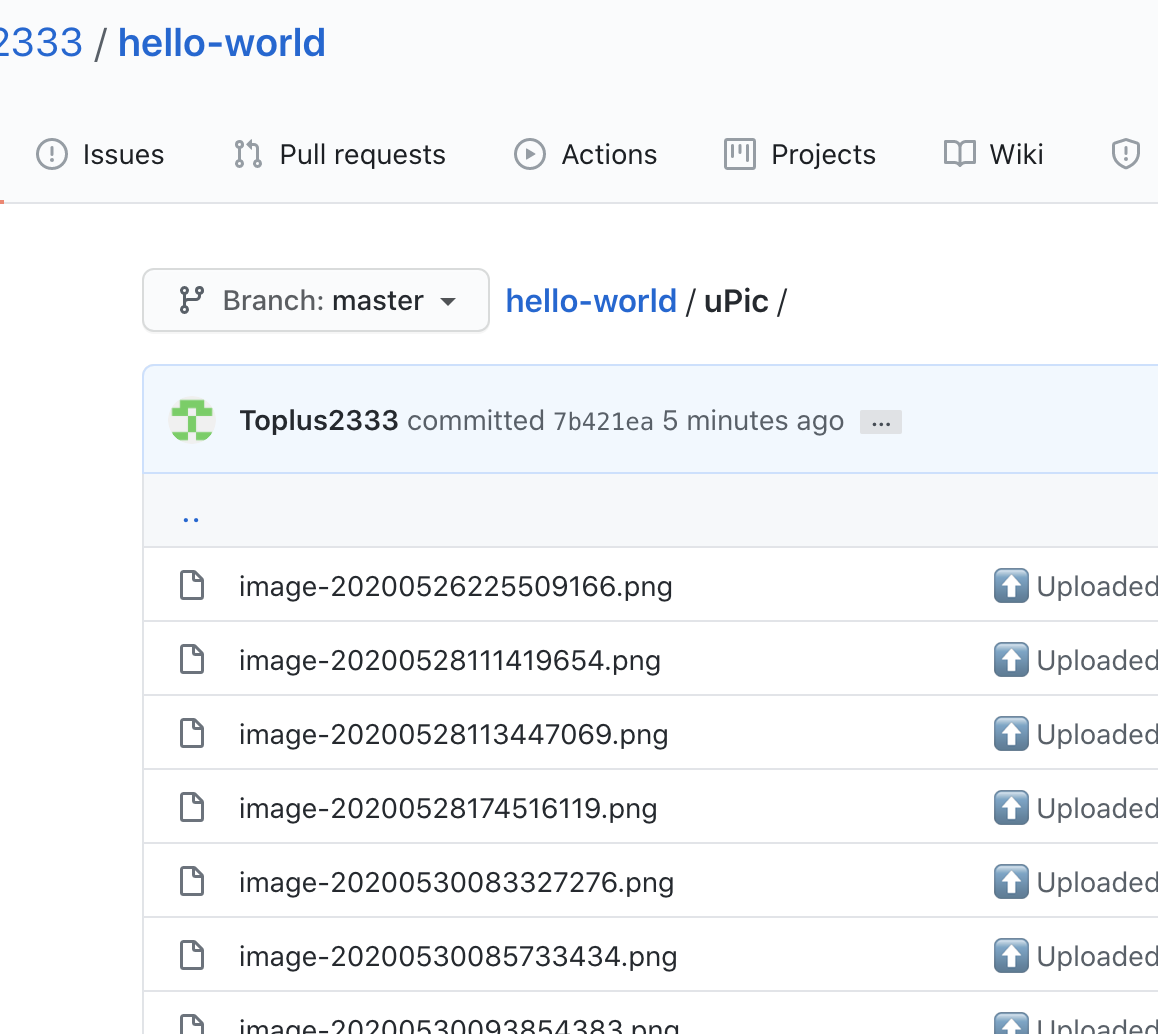 2333 / hello-world
Issues Pull requests Actions Projects Wiki
Branch: master hello-world / uPic /
Toplus2333 committed 7b421ea 5 minutes ago ...
..
image-20200526225509166.png Uploaded
image-20200528111419654.png Uploaded
image-20200528113447069.png Uploaded
image-20200528174516119.png Uploaded
image-20200530083327276.png Uploaded
image-20200530085733434.png Uploaded
image-20200530093854383.png Uploaded